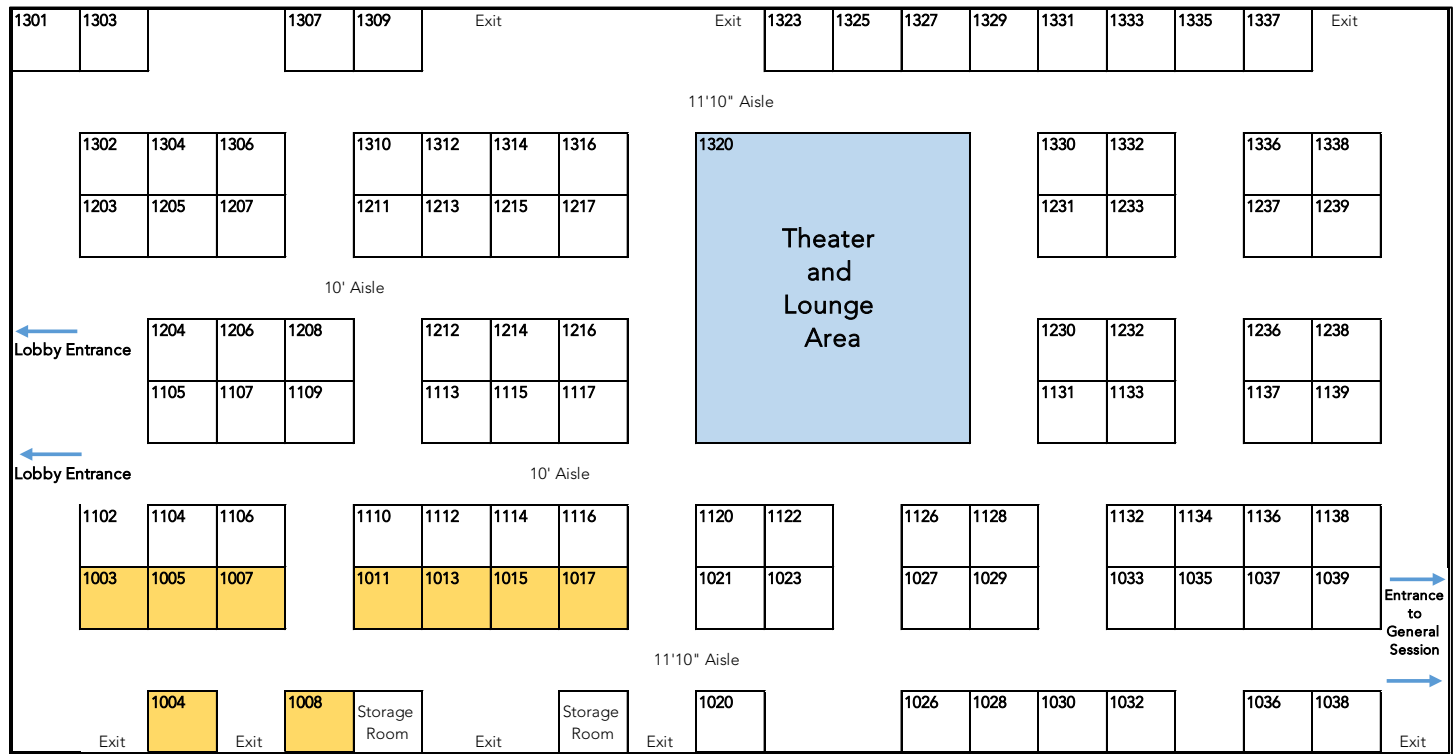 1301 1303 1307 1309 Exit Exit 1323 1325 1327 1329 1331 1333 1335 1337 Exit
11'10" Aisle
1302 1304 1306 1310 1312 1314 1316 1320 1330 1332 1336 1338
1203 1205 1207 1211 1213 1215 1217 1231 1233 1237 1239
Theater
and
Lounge
Area
10' Aisle
1204 1206 1208 1212 1214 1216 1230 1232 1236 1238
Lobby Entrance
1105 1107 1109 1113 1115 1117 1131 1133 1137 1139
Lobby Entrance
10' Aisle
1102 1104 1106 1110 1112 1114 1116 1120 1122 1126 1128 1132 1134 1136 1138
1003 1005 1007 1011 1013 1015 1017 1021 1023 1027 1029 1033 1035 1037 1039
Entrance
to
General
Session
11'10" Aisle
1004 1008 1020 1026 1028 1030 1032 1036 1038
Storage
Room
Storage
Room
Exit Exit Exit Exit Exit